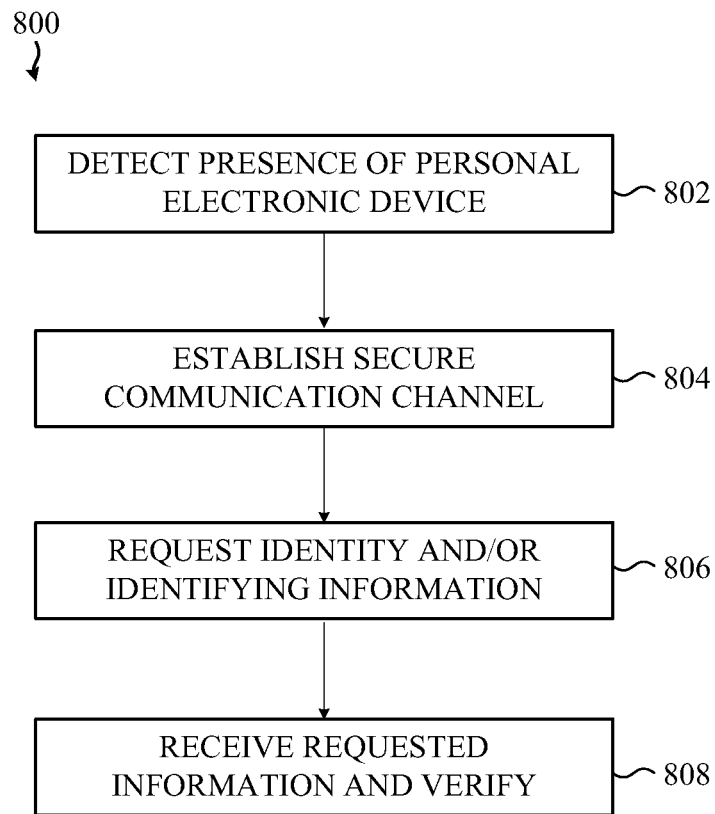 800
DETECT PRESENCE OF PERSONAL
ELECTRONIC DEVICE
802
ESTABLISH SECURE
COMMUNICATION CHANNEL
804
REQUEST IDENTITY AND/OR
IDENTIFYING INFORMATION
806
RECEIVE REQUESTED
INFORMATION AND VERIFY
808